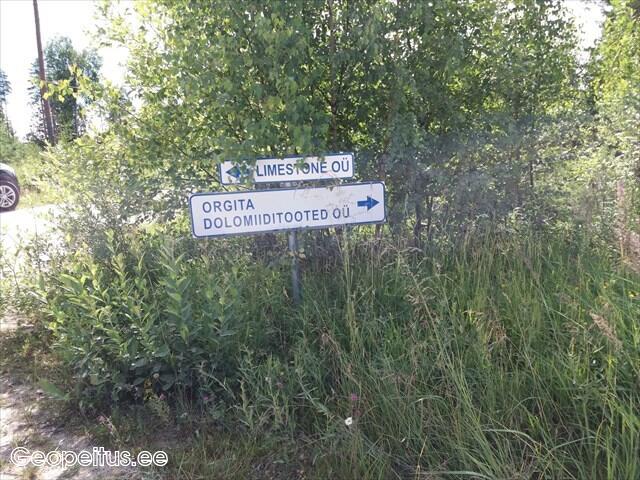 LIMESTONE OÜ
ORGITA
DOLOMIIDITOOTED OÜ
Geopeitus.ee